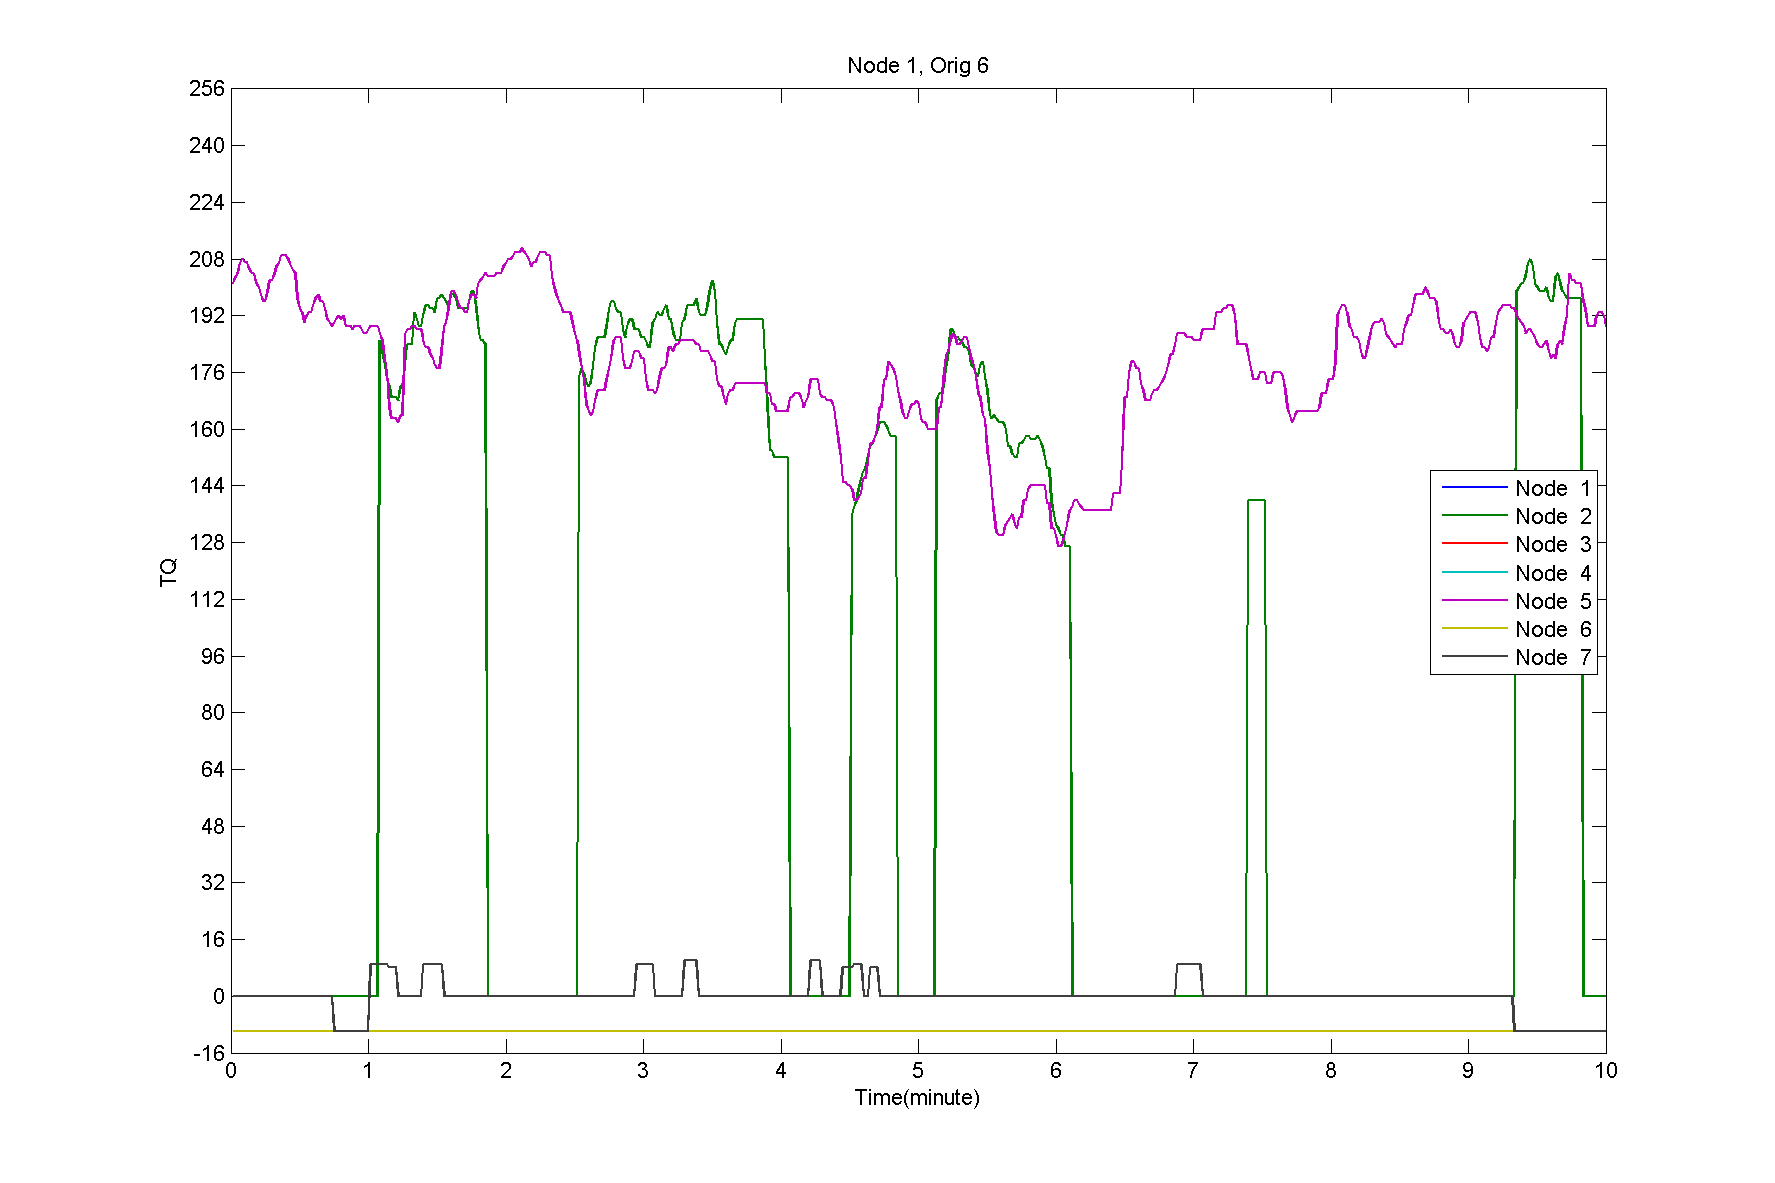 Node 1, Orig 6
256
240
224
208
192
176
160
144
128
112
96
80
64
48
32
16
0
-16
TQ
Node 1
Node 2
Node 3
Node 4
Node 5
Node 6
Node 7
0 1 2 3 4 5 6 7 8 9 10
Time(minute)